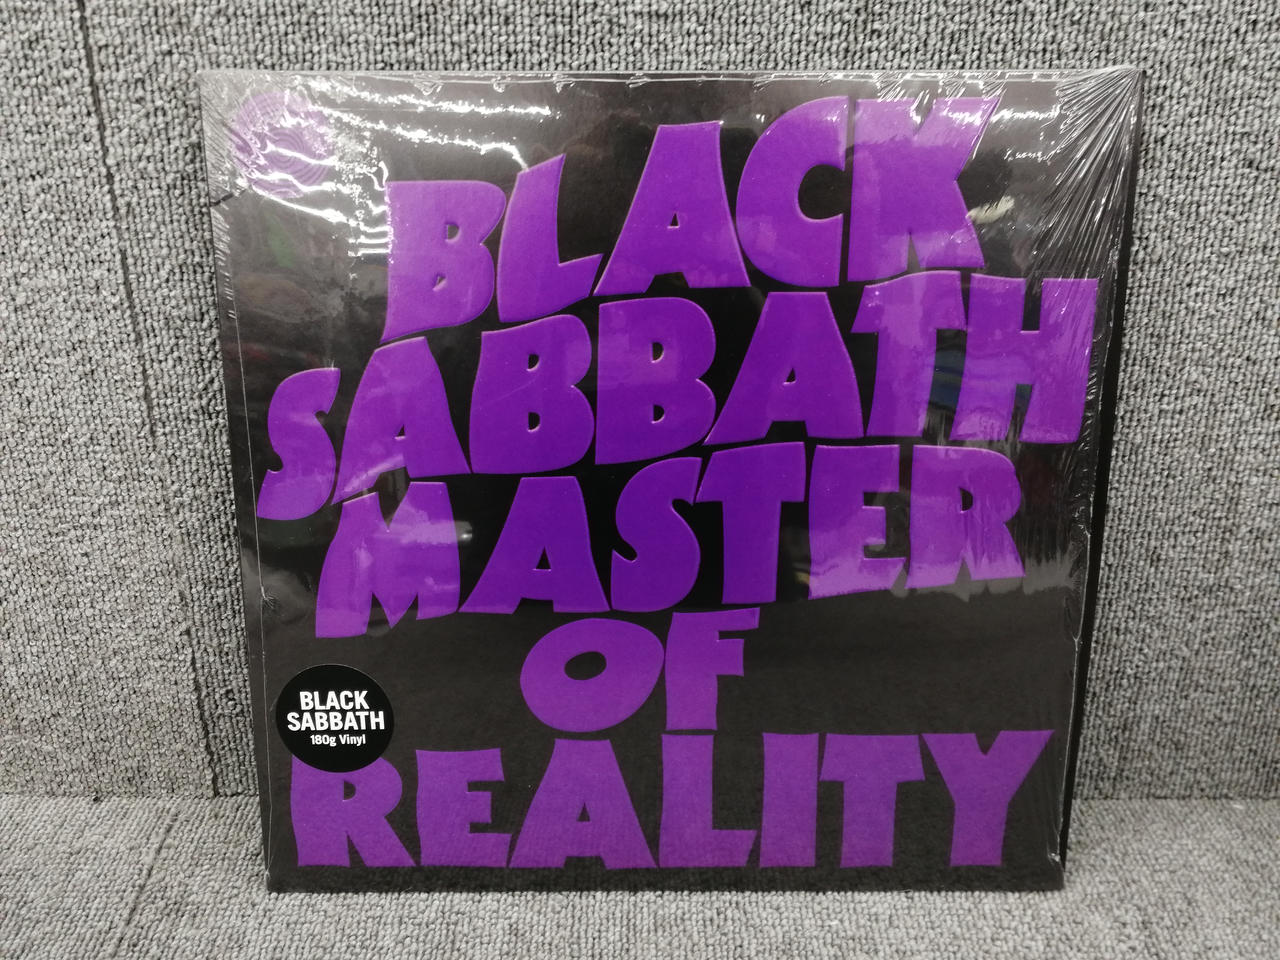 BLACK
SABBATH
MASTER
OF
REALITY
BLACK
SABBATH
180g Vinyl